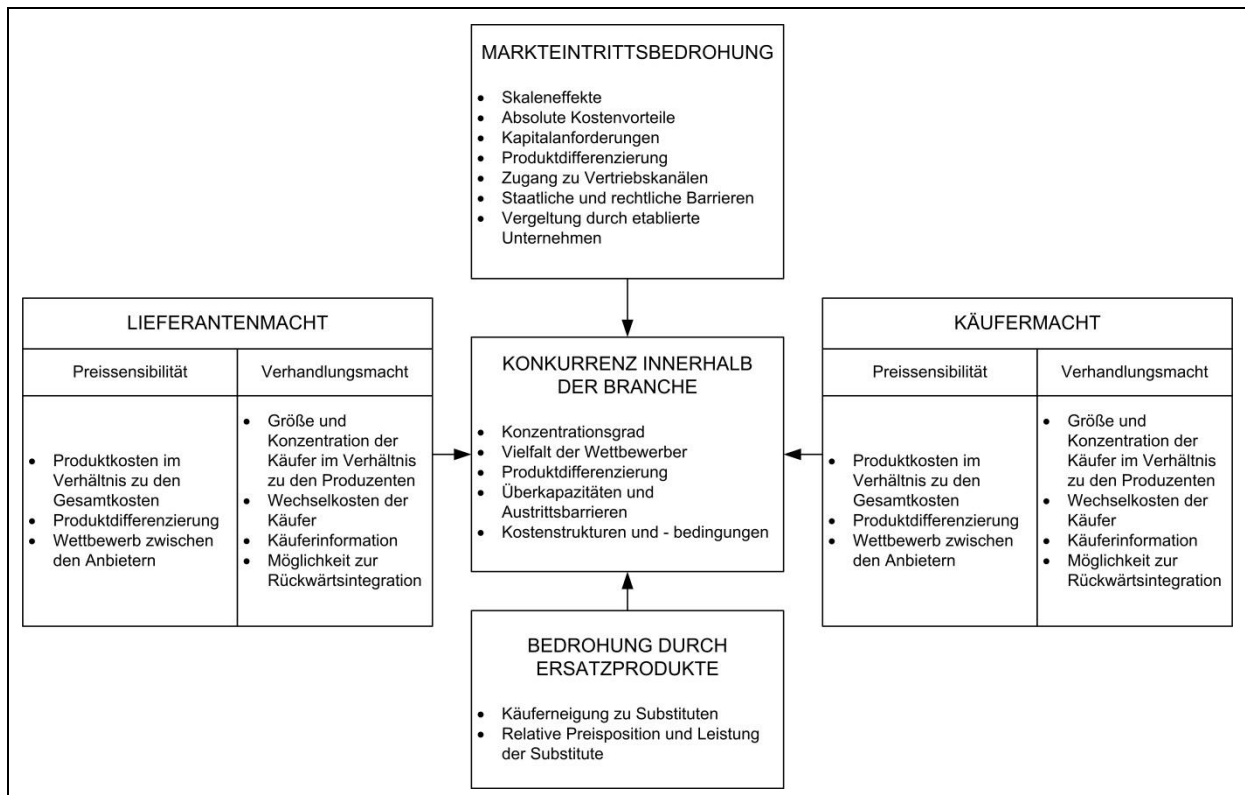 MARKTEINTRITTSBEDROHUNG
• Skaleneffekte
• Absolute Kostenvorteile
• Kapitalanforderungen
• Produktdifferenzierung
• Zugang zu Vertriebskanälen
• Staatliche und rechtliche Barrieren
• Vergeltung durch etablierte
Unternehmen
LIEFERANTENMACHT
Preissensibilität
• Produktkosten im
Verhältnis zu den
Gesamtkosten
• Produktdifferenzierung
• Wettbewerb zwischen
den Anbietern
Verhandlungsmacht
• Größe und
Konzentration der
Käufer im Verhältnis
zu den Produzenten
• Wechselkosten der
Käufer
• Käuferinformation
• Möglichkeit zur
Rückwärtsintegration
KONKURRENZ INNERHALB
DER BRANCHE
• Konzentrationsgrad
• Vielfalt der Wettbewerber
• Produktdifferenzierung
• Überkapazitäten und
Austrittsbarrieren
• Kostenstrukturen und - bedingungen
KÄUFERMACHT
Preissensibilität
• Produktkosten im
Verhältnis zu den
Gesamtkosten
• Produktdifferenzierung
• Wettbewerb zwischen
den Anbietern
Verhandlungsmacht
• Größe und
Konzentration der
Käufer im Verhältnis
zu den Produzenten
• Wechselkosten der
Käufer
• Käuferinformation
• Möglichkeit zur
Rückwärtsintegration
BEDROHUNG DURCH
ERSATZPRODUKTE
• Käuferneigung zu Substituten
• Relative Preisposition und Leistung
der Substitute